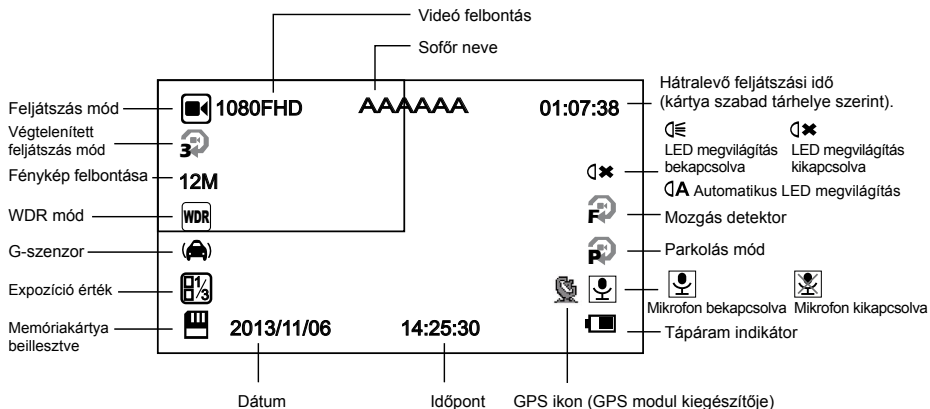 Videó felbontás
Sofőr neve
Feljátszás mód
1080FHD
AAAAAA
01:07:38
Hátralevő feljátszási idő
(kártya szabad tárhelye szerint).
Végtelenített
feljátszás mód
3
LED megvilágítás
bekapcsolva
LED megvilágítás
kikapcsolva
Fénykép felbontása
12M
A Automatikus LED megvilágítás
WDR mód
WDR
F
Mozgás detektor
G-szenzor
P
Parkolás mód
Expozíció érték
1/3
Mikrofon bekapcsolva
Mikrofon kikapcsolva
Memóriakártya
beillesztve
2013/11/06
14:25:30
Tápáram indikátor
Dátum
Időpont
GPS ikon (GPS modul kiegészítője)